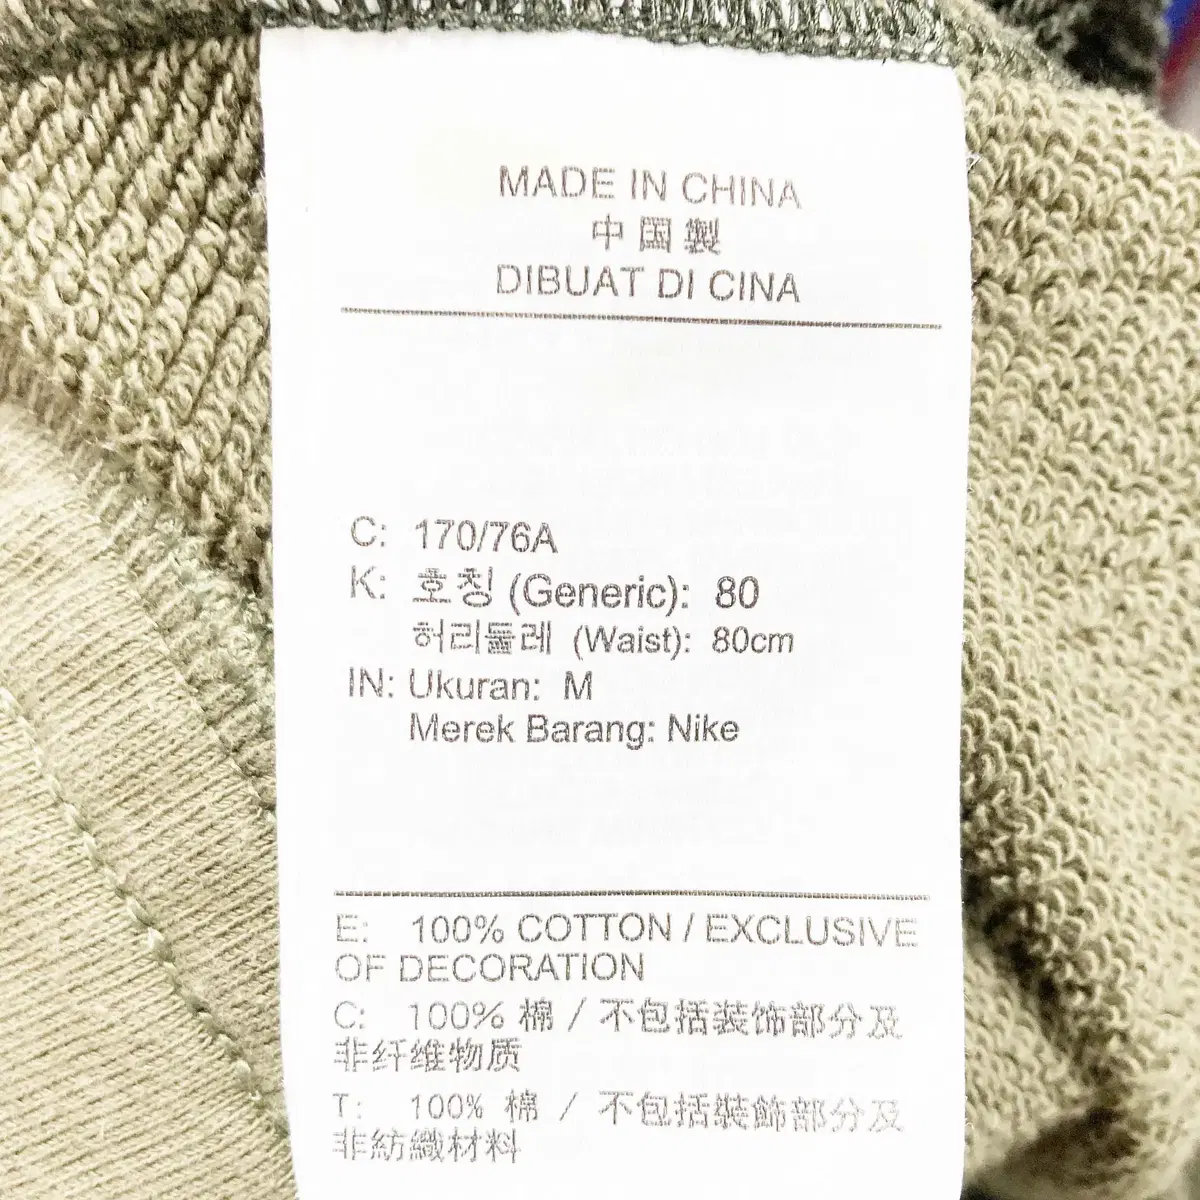 MADE IN CHINA
中国製
DIBUAT DI CINA
C: 170/76A
K: 호칭 (Generic): 80
허리둘레 (Waist): 80cm
IN: Ukuran: M
Merek Barang: Nike
E: 100% COTTON / EXCLUSIVE
OF DECORATION
C: 100% 棉 / 不包括装饰部分及
非纤维物质
T: 100% 棉 / 不包括裝飾部分及
非紡織材料